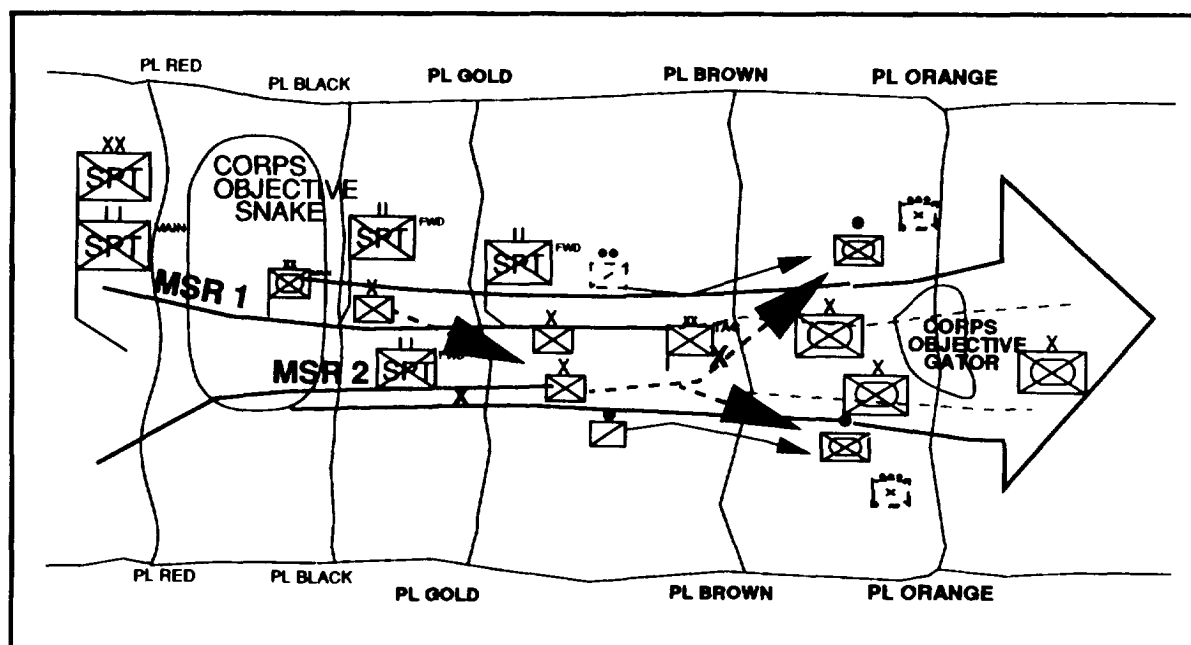 PL RED
PL BLACK
PL GOLD
PL BROWN
PL ORANGE
XX
SPT
CORPS
OBJECTIVE
SNAKE
II
SPT
MAIN
II
SPT
FWD
II
SPT
FWD
XX
MSR 1
X
X
XX
TAC
X
X
CORPS
OBJECTIVE
GATOR
X
II
SPT
FWD
MSR 2
X
X
X
X
PL RED
PL BLACK
PL GOLD
PL BROWN
PL ORANGE